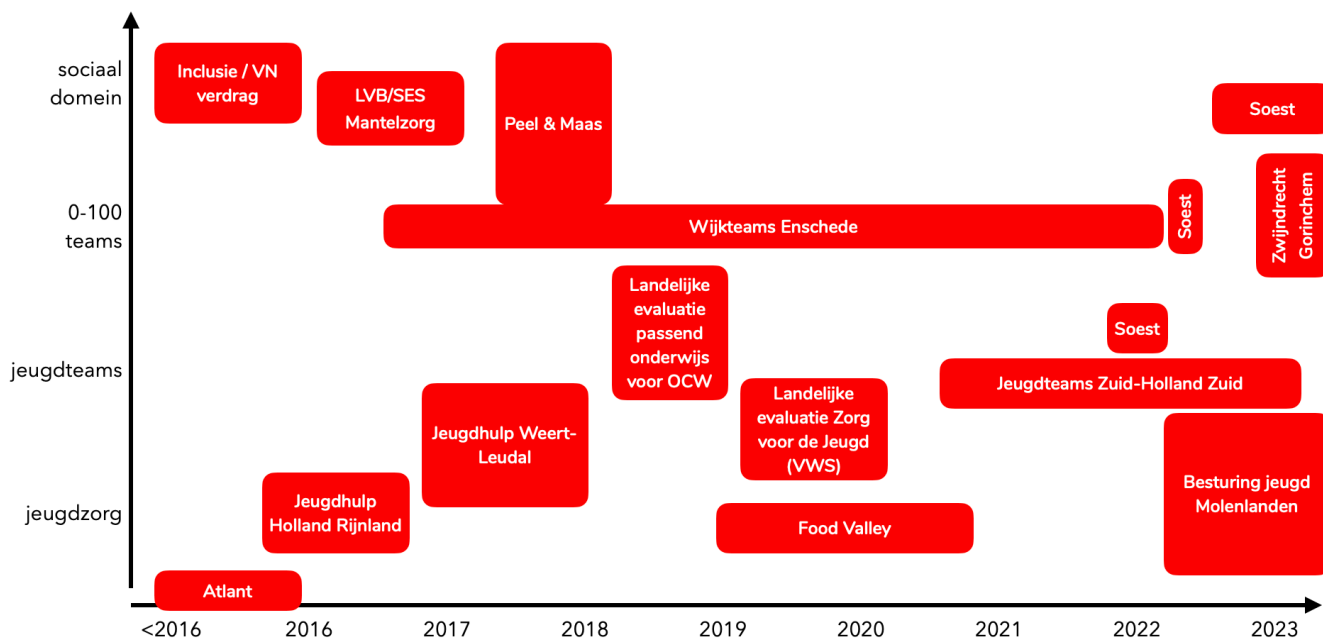 sociaal
domein
Inclusie / VN
verdrag
LVB/SES
Mantelzorg
Peel & Maas
Soest
0-100
teams
Wijkteams Enschede
Soest
Zwijndrecht
Gorinchem
Landelijke
evaluatie
passend
onderwijs
voor OCW
Soest
jeugdteams
Jeugdteams Zuid-Holland Zuid
Landelijke
evaluatie Zorg
voor de Jeugd
(VWS)
Jeugdhulp Weert-
Leudal
Besturing jeugd
Molenlanden
jeugdzorg
Jeugdhulp
Holland Rijnland
Food Valley
Atlant
<2016 2016 2017 2018 2019 2020 2021 2022 2023